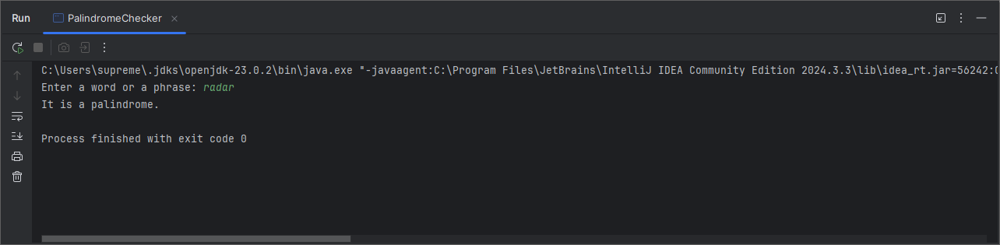 Run PalindromeChecker
C:\Users\supreme\.jdks\openjdk-23.0.2\bin\java.exe "-javaagent:C:\Program Files\JetBrains\IntelliJ IDEA Community Edition 2024.3.3\lib\idea_rt.jar=56242:C
Enter a word or a phrase: radar
It is a palindrome.
Process finished with exit code 0